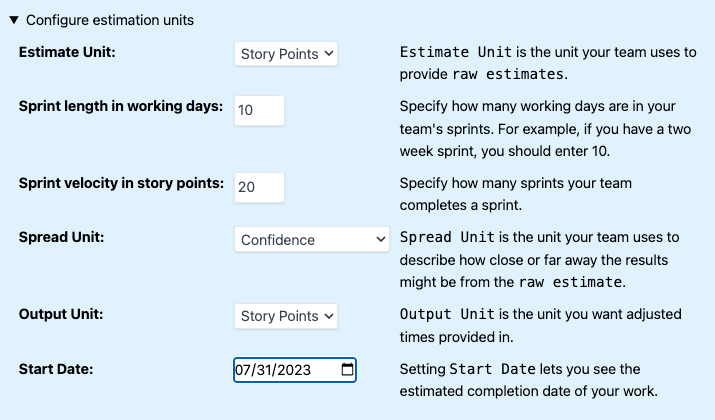 ▼ Configure estimation units
Estimate Unit: Story Points Estimate Unit is the unit your team uses to
provide raw estimates.
Sprint length in working days: 10 Specify how many working days are in your
team's sprints. For example, if you have a two
week sprint, you should enter 10.
Sprint velocity in story points: 20 Specify how many sprints your team
completes a sprint.
Spread Unit: Confidence Spread Unit is the unit your team uses to
describe how close or far away the results
might be from the raw estimate.
Output Unit: Story Points Output Unit is the unit you want adjusted
times provided in.
Start Date: 07/31/2023 Setting Start Date lets you see the
estimated completion date of your work.